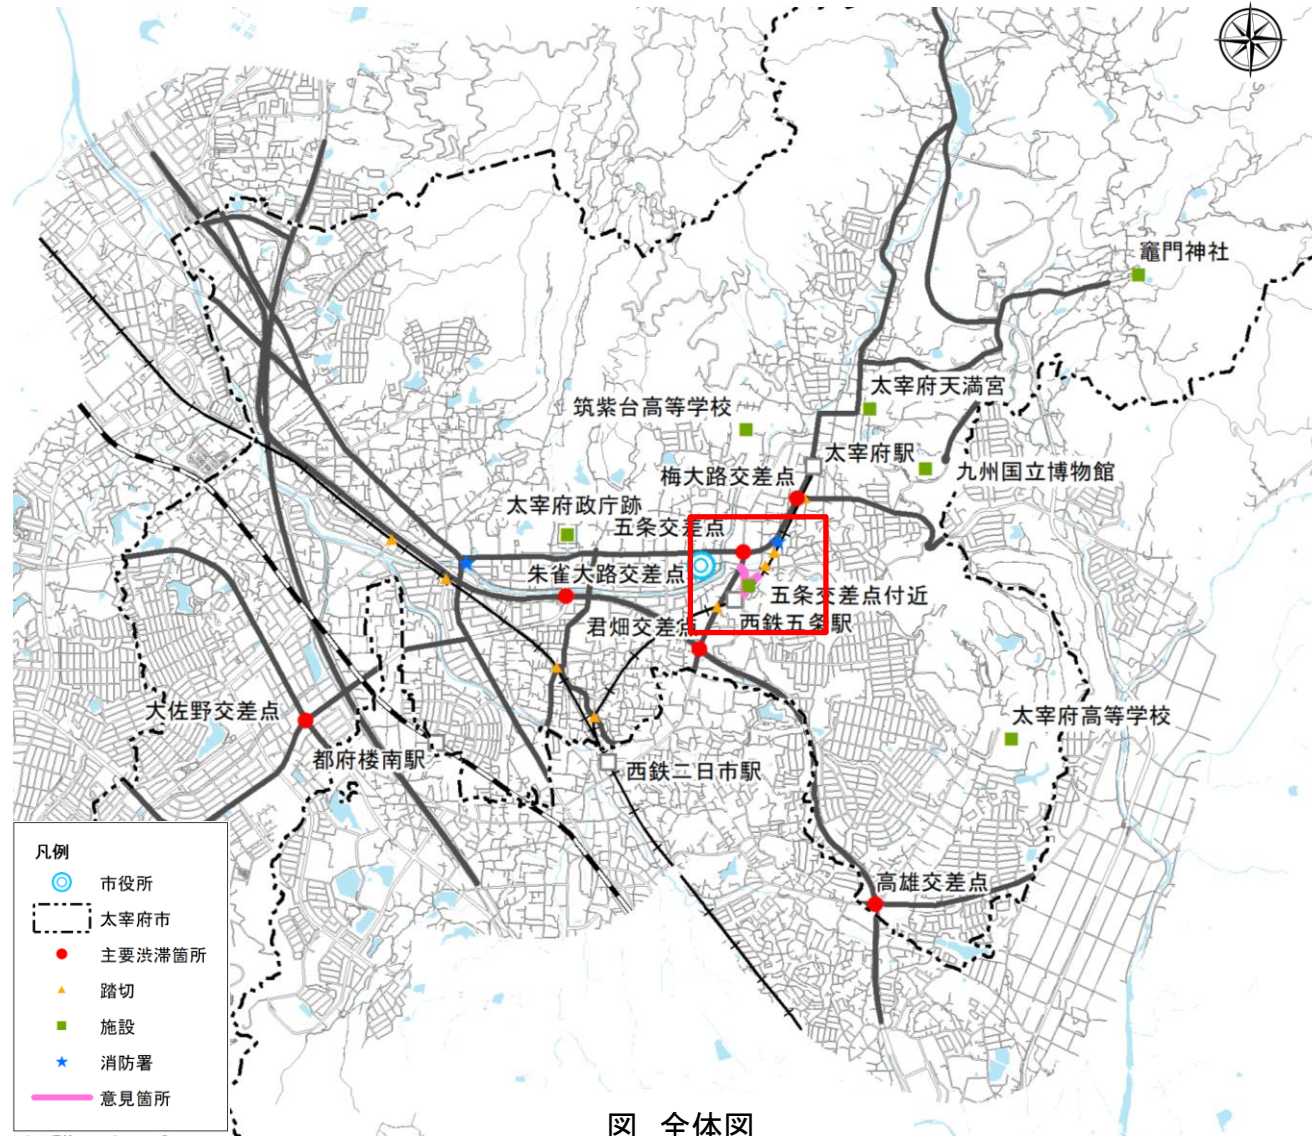 竈門神社
太宰府天満宮
筑紫台高等学校
太宰府駅
九州国立博物館
梅大路交差点
太宰府政庁跡
五条交差点
朱雀大路交差点
五条交差点付近
西鉄五条駅
君畑交差点
大佐野交差点
都府楼南駅
西鉄二日市駅
太宰府高等学校
高雄交差点
凡例
市役所
太宰府市
主要渋滞箇所
踏切
施設
消防署
意見箇所
図 全体図